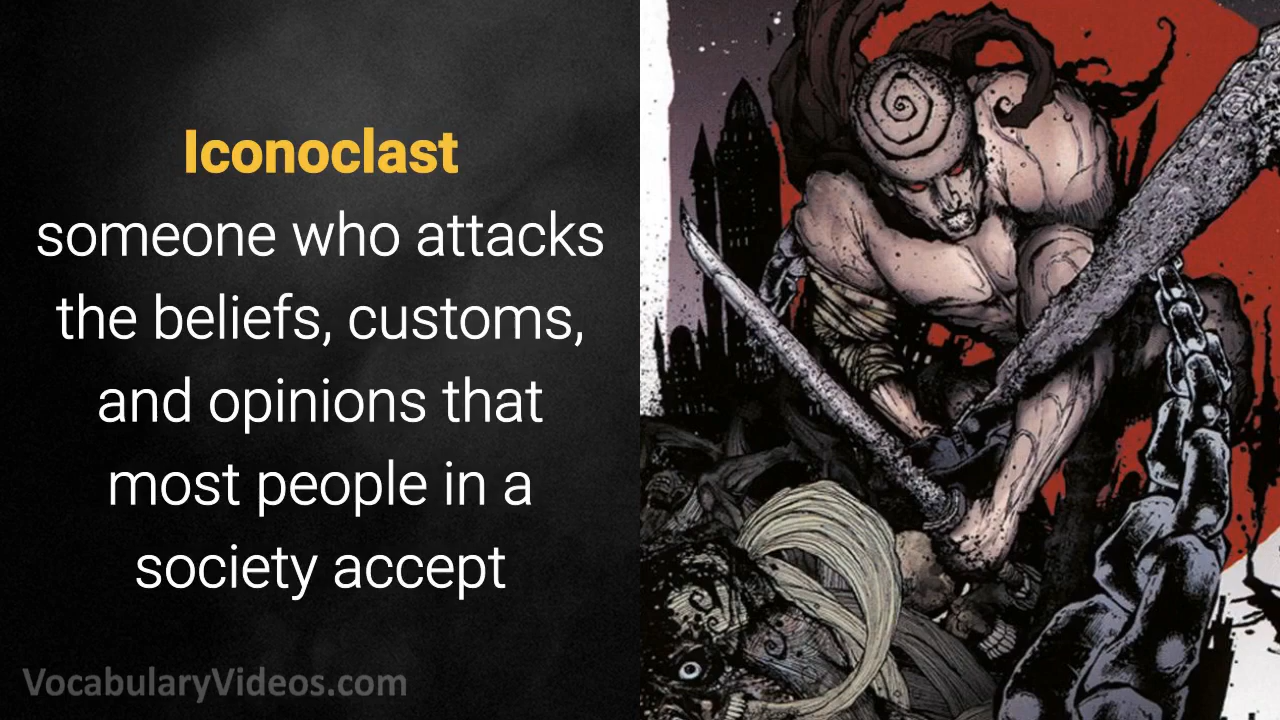 Iconoclast
someone who attacks
the beliefs, customs,
and opinions that
most people in a
society accept
VocabularyVideos.com